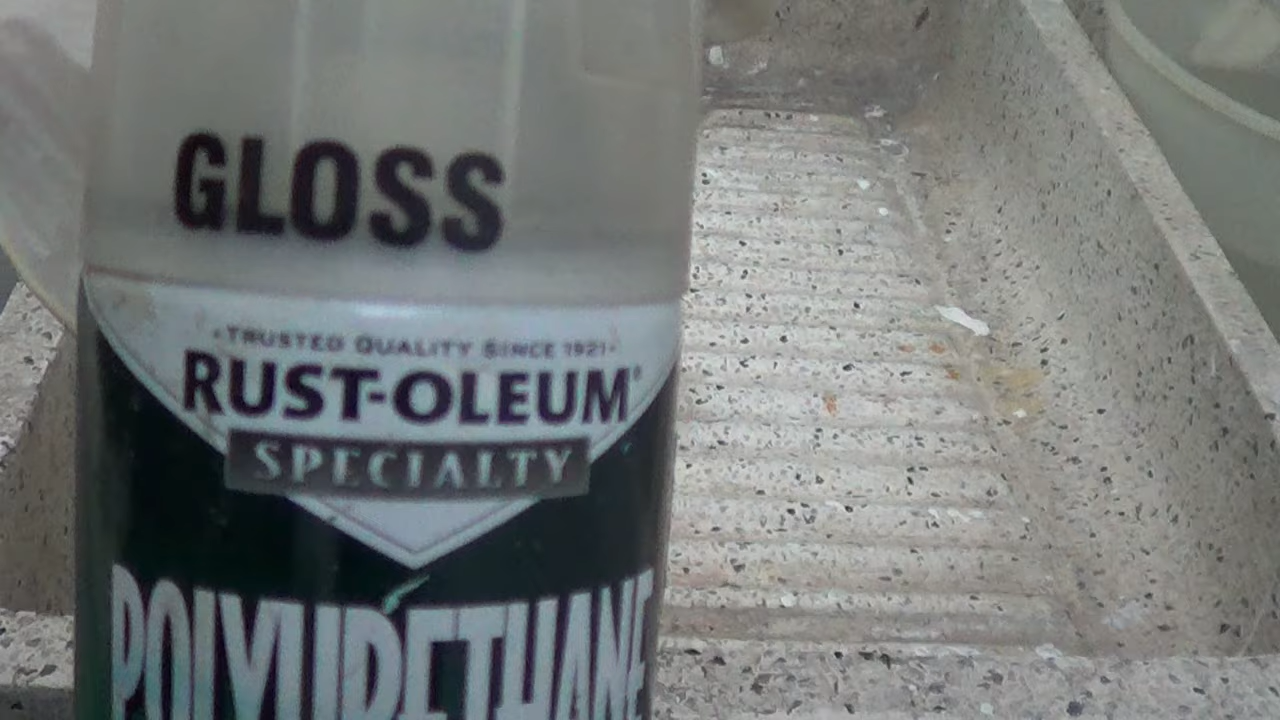 GLOSS
·TRUSTED QUALITY SINCE 1921·
RUST-OLEUM®
SPECIALTY
POLYURETHANE